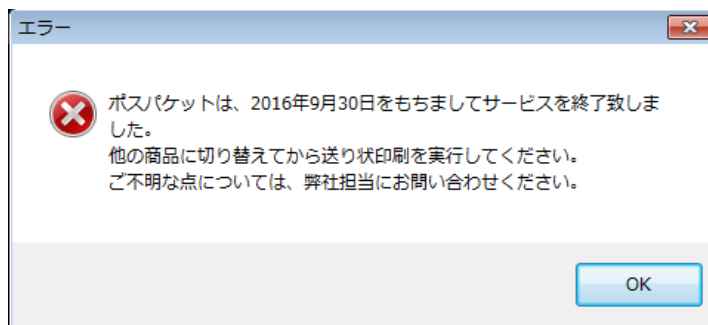 エラー
ポスパケットは、2016年9月30日をもちましてサービスを終了致しま
した。
他の商品に切り替えてから送り状印刷を実行してください。
ご不明な点については、弊社担当にお問い合わせください。
OK